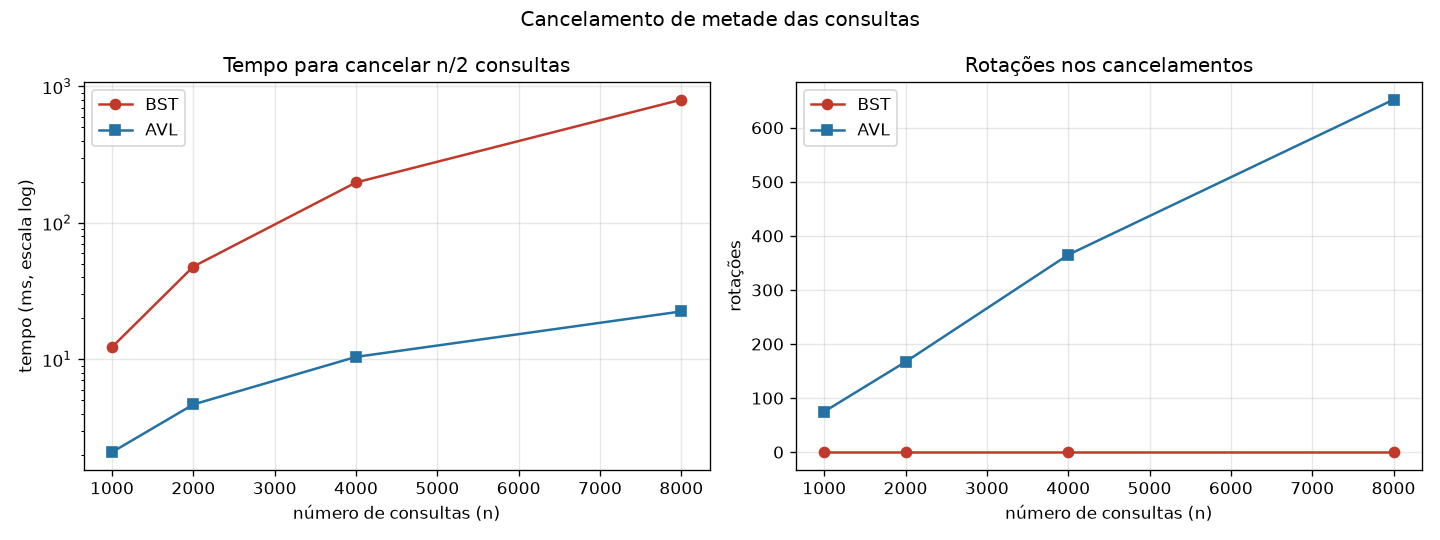 Cancelamento de metade das consultas
Tempo para cancelar n/2 consultas
BST
AVL
10³
10²
10¹
tempo (ms, escala log)
1000 2000 3000 4000 5000 6000 7000 8000
número de consultas (n)
Rotações nos cancelamentos
BST
AVL
600
500
400
300
200
100
0
rotações
1000 2000 3000 4000 5000 6000 7000 8000
número de consultas (n)